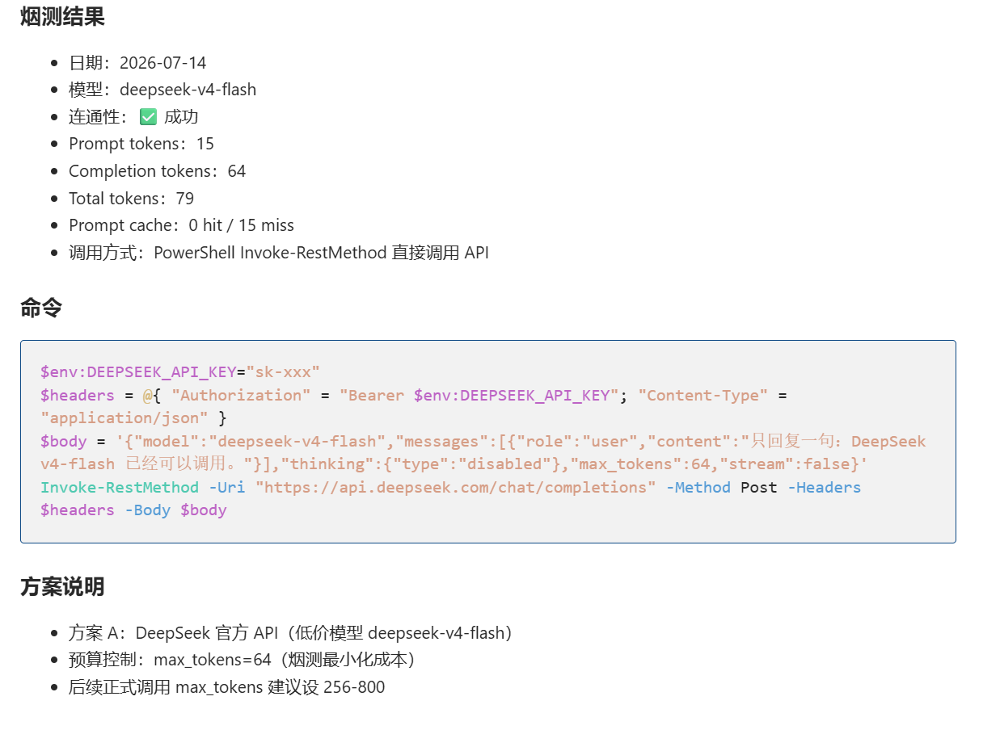 烟测结果
日期：2026-07-14
模型：deepseek-v4-flash
连通性：✅ 成功
Prompt tokens：15
Completion tokens：64
Total tokens：79
Prompt cache：0 hit / 15 miss
调用方式：PowerShell Invoke-RestMethod 直接调用 API
命令
$env:DEEPSEEK_API_KEY="sk-xxx"
$headers = @{ "Authorization" = "Bearer $env:DEEPSEEK_API_KEY"; "Content-Type" =
"application/json" }
$body = '{"model":"deepseek-v4-flash","messages":[{"role":"user","content":"只回复一句：DeepSeek
v4-flash 已经可以调用。"}],"thinking":{"type":"disabled"},"max_tokens":64,"stream":false}'
Invoke-RestMethod -Uri "https://api.deepseek.com/chat/completions" -Method Post -Headers
$headers -Body $body
方案说明
方案 A：DeepSeek 官方 API（低价模型 deepseek-v4-flash）
预算控制：max_tokens=64（烟测最小化成本）
后续正式调用 max_tokens 建议设 256-800